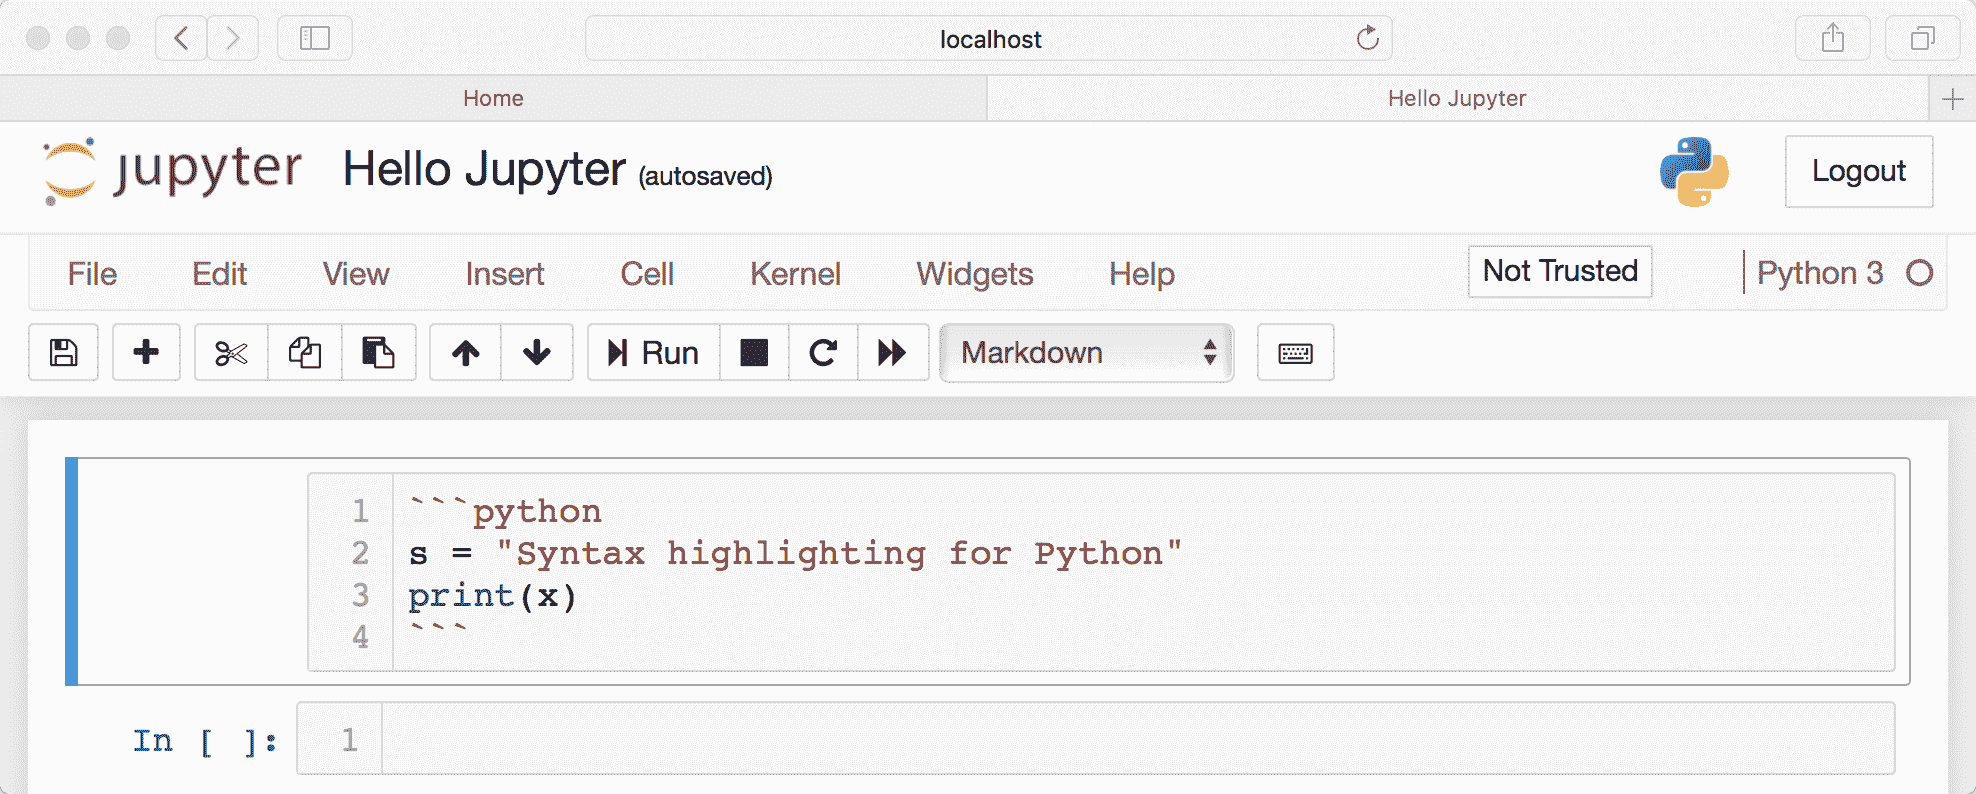 localhost
Home
Hello Jupyter
jupyter Hello Jupyter (autosaved)
Logout
File Edit View Insert Cell Kernel Widgets Help
Not Trusted
Python 3
Run
Markdown
1 ```python
2 s = "Syntax highlighting for Python"
3 print(x)
4 ```
In [ ]: 1